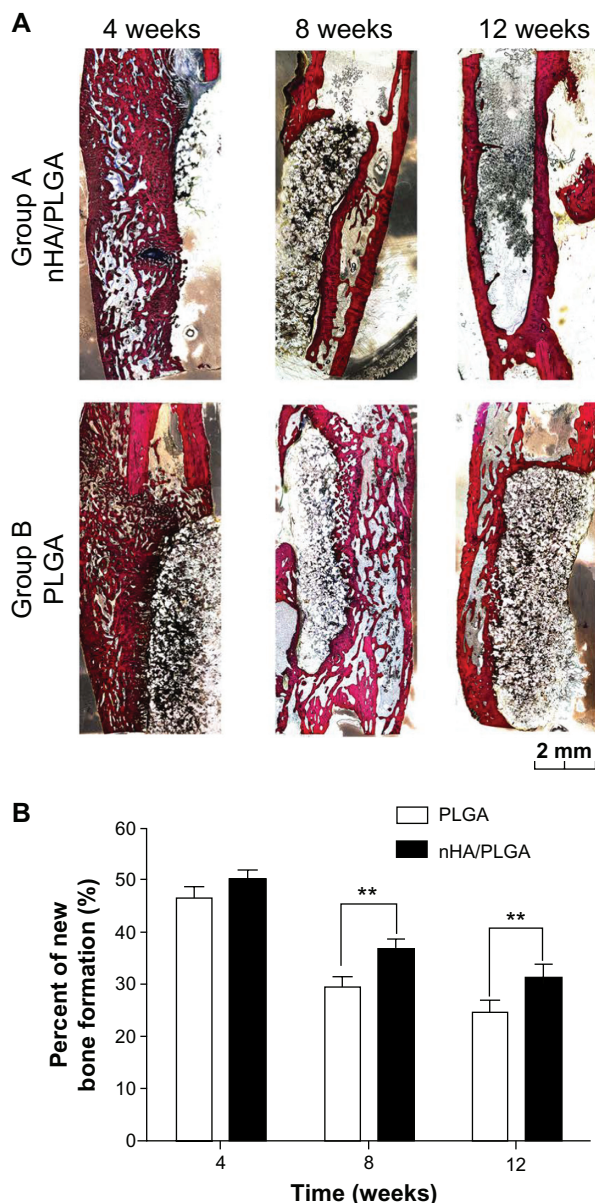 A
4 weeks
8 weeks
12 weeks
Group A
nHA/PLGA
Group B
PLGA
2 mm
B
PLGA
nHA/PLGA
Percent of new
bone formation (%)
60
50
40
30
20
10
0
**
**
4
8
12
Time (weeks)